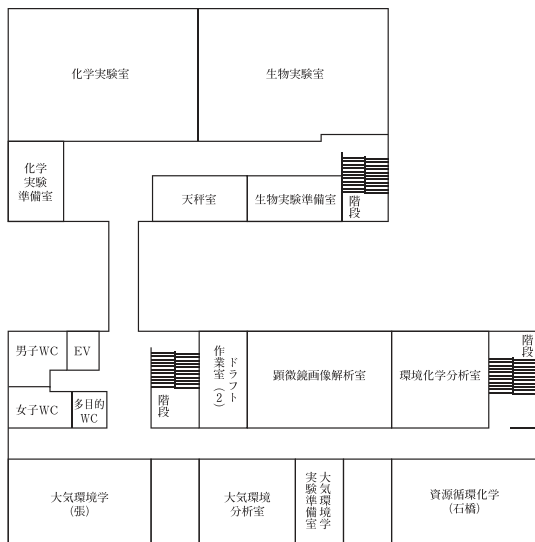 化学実験室
生物実験室
化学
実験
準備室
天秤室
生物実験準備室
階段
男子WC
EV
女子WC
多目的
WC
階段
ドラフト
作業室(2)
顕微鏡画像解析室
環境化学分析室
階段
大気環境学
(張)
大気環境
分析室
大気環境学
実験準備室
資源循環化学
(石橋)